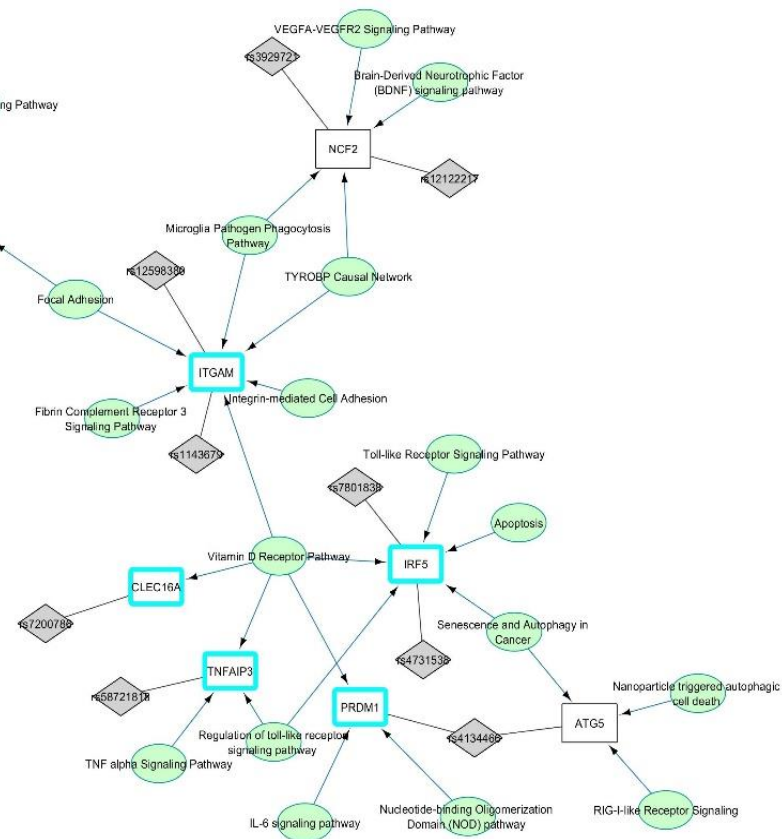 VEGFA-VEGFR2 Signaling Pathway
rs3929721
Brain-Derived Neurotrophic Factor
(BDNF) signaling pathway
ng Pathway
NCF2
rs12122217
Microglia Pathogen Phagocytosis
Pathway
rs12598389
TYROBP Causal Network
Focal Adhesion
ITGAM
Integrin-mediated Cell Adhesion
Fibrin Complement Receptor 3
Signaling Pathway
rs1143679
Toll-like Receptor Signaling Pathway
rs7801838
Apoptosis
Vitamin D Receptor Pathway
IRF5
CLEC16A
rs7200786
Senescence and Autophagy in
Cancer
rs4731538
TNFAIP3
Nanoparticle triggered autophagic
cell death
rs58721818
PRDM1
ATG5
Regulation of toll-like receptor
signaling pathway
rs4134466
TNF alpha Signaling Pathway
Nucleotide-binding Oligomerization
Domain (NOD) pathway
RIG-I-like Receptor Signaling
IL-6 signaling pathway